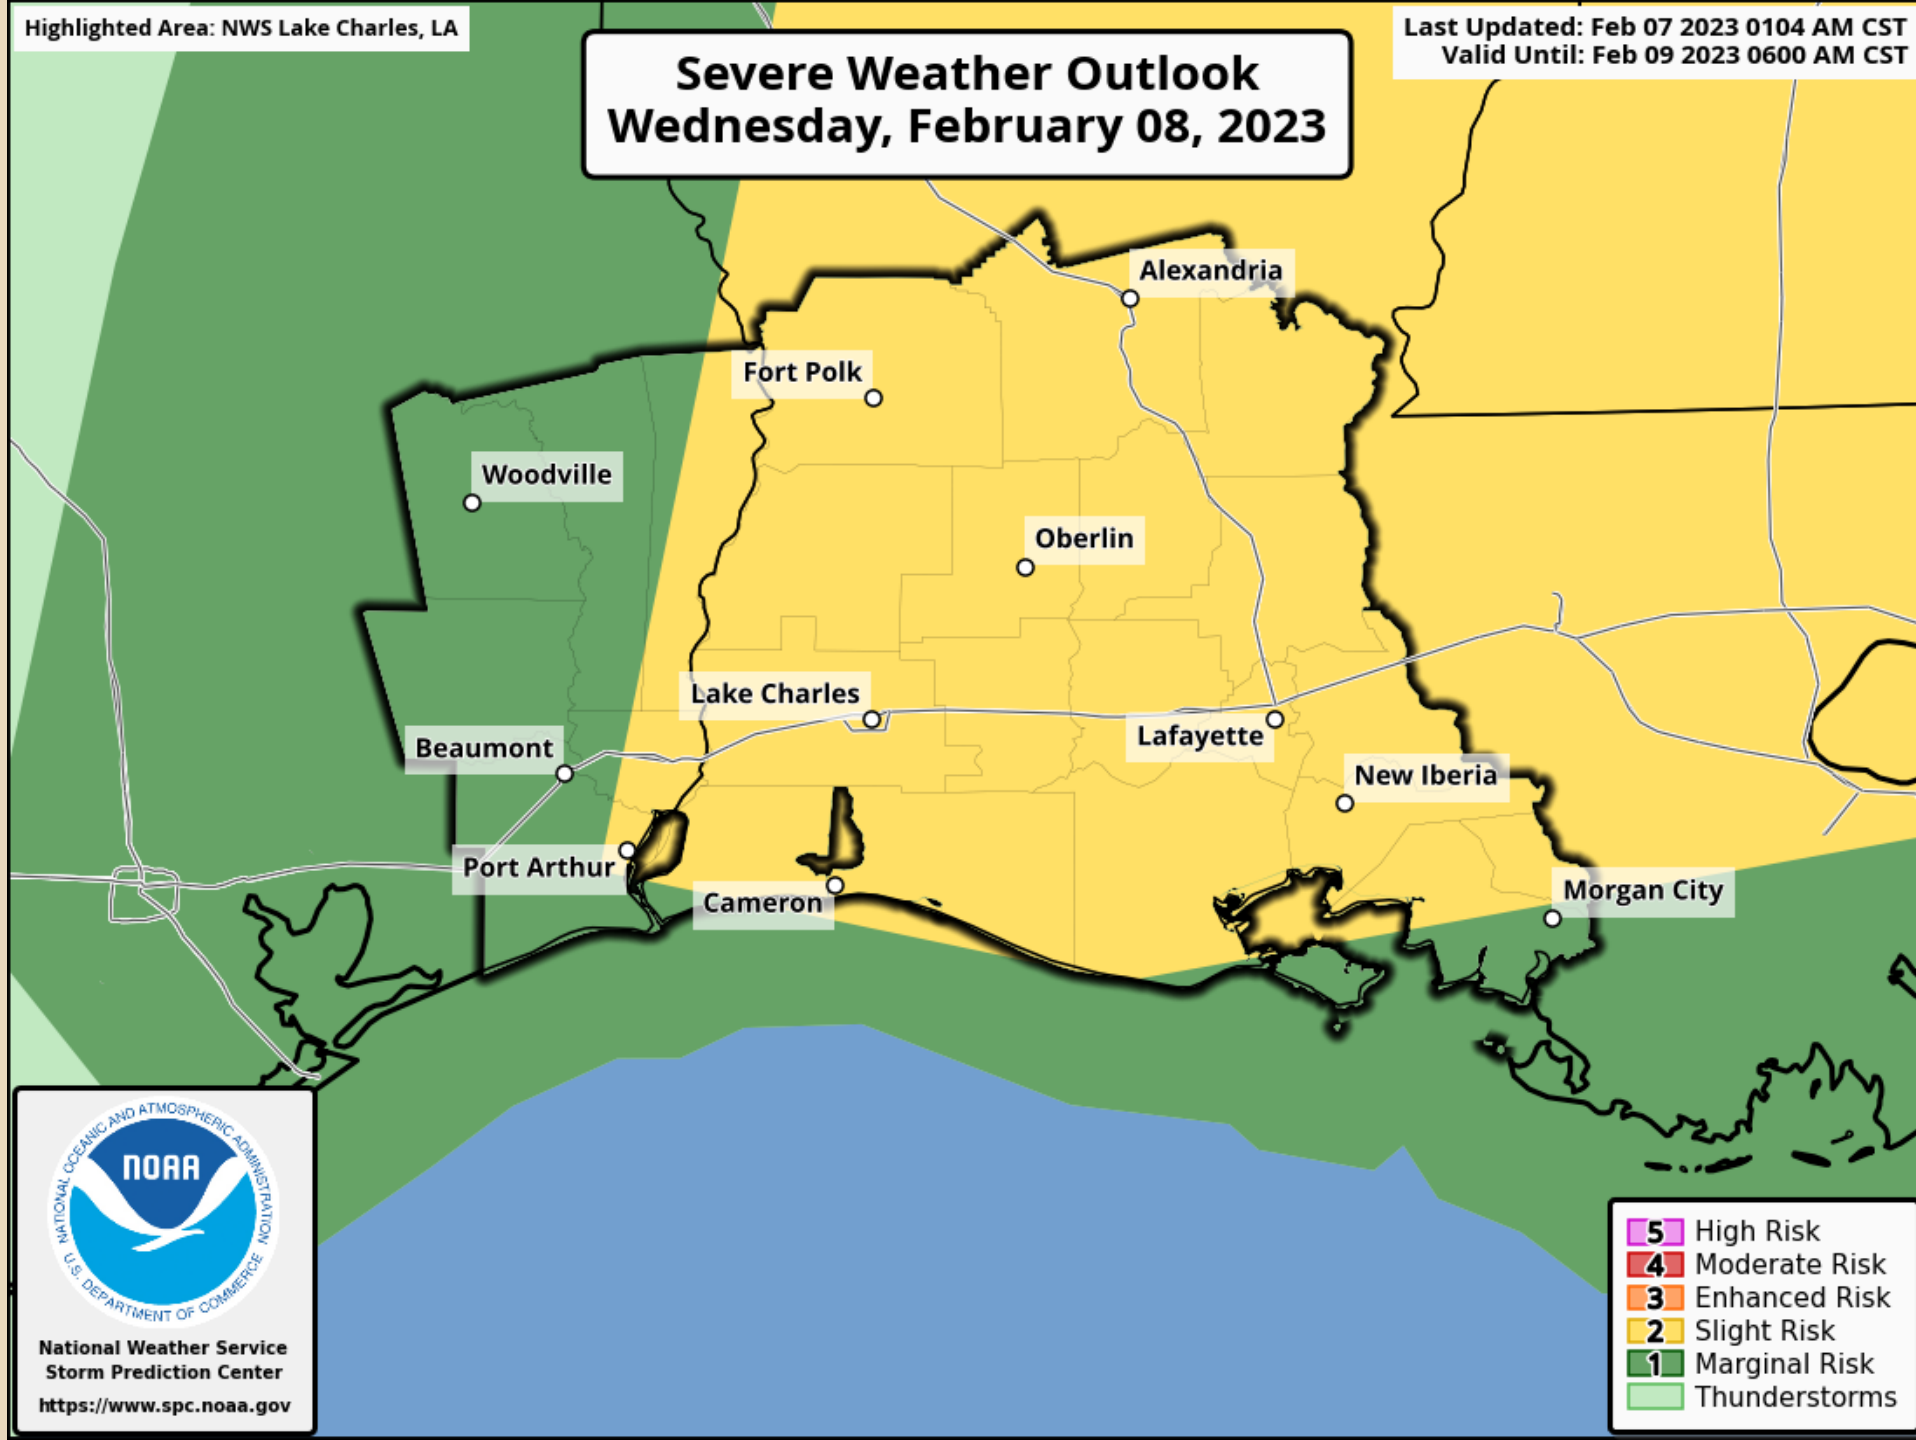 Highlighted Area: NWS Lake Charles, LA
Last Updated: Feb 07 2023 0104 AM CST
Valid Until: Feb 09 2023 0600 AM CST
Severe Weather Outlook
Wednesday, February 08, 2023
Alexandria
Fort Polk
Woodville
Oberlin
Lake Charles
Lafayette
Beaumont
New Iberia
Port Arthur
Cameron
Morgan City
NATIONAL OCEANIC AND ATMOSPHERIC ADMINISTRATION
NOAA
U.S. DEPARTMENT OF COMMERCE
National Weather Service
Storm Prediction Center
https://www.spc.noaa.gov
5 High Risk
4 Moderate Risk
3 Enhanced Risk
2 Slight Risk
1 Marginal Risk
Thunderstorms